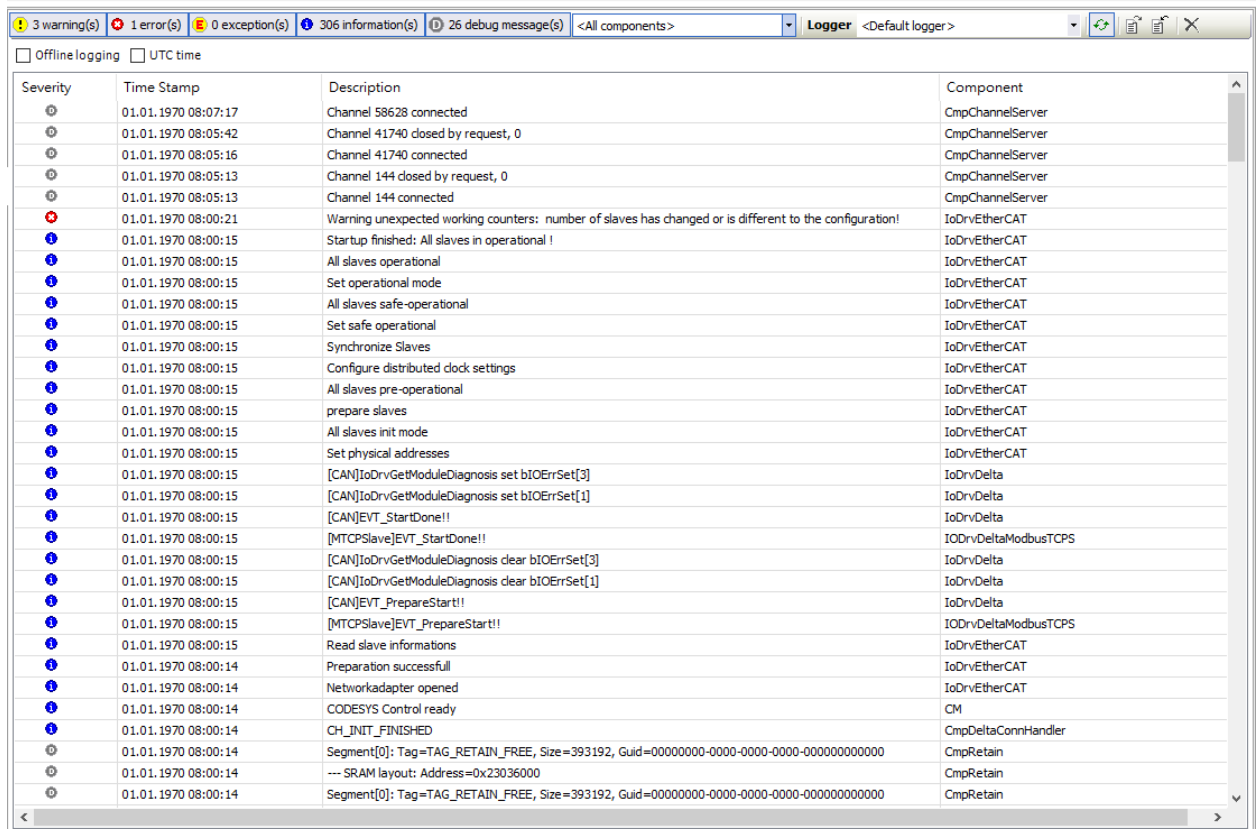 3 warning(s) 1 error(s) E 0 exception(s) 306 information(s) D 26 debug message(s) <All components> Logger <Default logger>
Offline logging UTC time
Severity Time Stamp Description Component
D 01.01.1970 08:07:17 Channel 58628 connected CmpChannelServer
D 01.01.1970 08:05:42 Channel 41740 closed by request, 0 CmpChannelServer
D 01.01.1970 08:05:16 Channel 41740 connected CmpChannelServer
D 01.01.1970 08:05:13 Channel 144 closed by request, 0 CmpChannelServer
D 01.01.1970 08:05:13 Channel 144 connected CmpChannelServer
01.01.1970 08:00:21 Warning unexpected working counters: number of slaves has changed or is different to the configuration! IoDrvEtherCAT
01.01.1970 08:00:15 Startup finished: All slaves in operational ! IoDrvEtherCAT
01.01.1970 08:00:15 All slaves operational IoDrvEtherCAT
01.01.1970 08:00:15 Set operational mode IoDrvEtherCAT
01.01.1970 08:00:15 All slaves safe-operational IoDrvEtherCAT
01.01.1970 08:00:15 Set safe operational IoDrvEtherCAT
01.01.1970 08:00:15 Synchronize Slaves IoDrvEtherCAT
01.01.1970 08:00:15 Configure distributed clock settings IoDrvEtherCAT
01.01.1970 08:00:15 All slaves pre-operational IoDrvEtherCAT
01.01.1970 08:00:15 prepare slaves IoDrvEtherCAT
01.01.1970 08:00:15 All slaves init mode IoDrvEtherCAT
01.01.1970 08:00:15 Set physical addresses IoDrvEtherCAT
01.01.1970 08:00:15 [CAN]IoDrvGetModuleDiagnosis set bIOErrSet[3] IoDrvDelta
01.01.1970 08:00:15 [CAN]IoDrvGetModuleDiagnosis set bIOErrSet[1] IoDrvDelta
01.01.1970 08:00:15 [CAN]EVT_StartDone!! IoDrvDelta
01.01.1970 08:00:15 [MTCPSlave]EVT_StartDone!! IODrvDeltaModbusTCPS
01.01.1970 08:00:15 [CAN]IoDrvGetModuleDiagnosis clear bIOErrSet[3] IoDrvDelta
01.01.1970 08:00:15 [CAN]IoDrvGetModuleDiagnosis clear bIOErrSet[1] IoDrvDelta
01.01.1970 08:00:15 [CAN]EVT_PrepareStart!! IoDrvDelta
01.01.1970 08:00:15 [MTCPSlave]EVT_PrepareStart!! IODrvDeltaModbusTCPS
01.01.1970 08:00:15 Read slave informations IoDrvEtherCAT
01.01.1970 08:00:14 Preparation successfull IoDrvEtherCAT
01.01.1970 08:00:14 Networkadapter opened IoDrvEtherCAT
01.01.1970 08:00:14 CODESYS Control ready CM
01.01.1970 08:00:14 CH_INIT_FINISHED CmpDeltaConnHandler
D 01.01.1970 08:00:14 Segment[0]: Tag=TAG_RETAIN_FREE, Size=393192, Guid=00000000-0000-0000-0000-000000000000 CmpRetain
D 01.01.1970 08:00:14 --- SRAM layout: Address=0x23036000 CmpRetain
D 01.01.1970 08:00:14 Segment[0]: Tag=TAG_RETAIN_FREE, Size=393192, Guid=00000000-0000-0000-0000-000000000000 CmpRetain